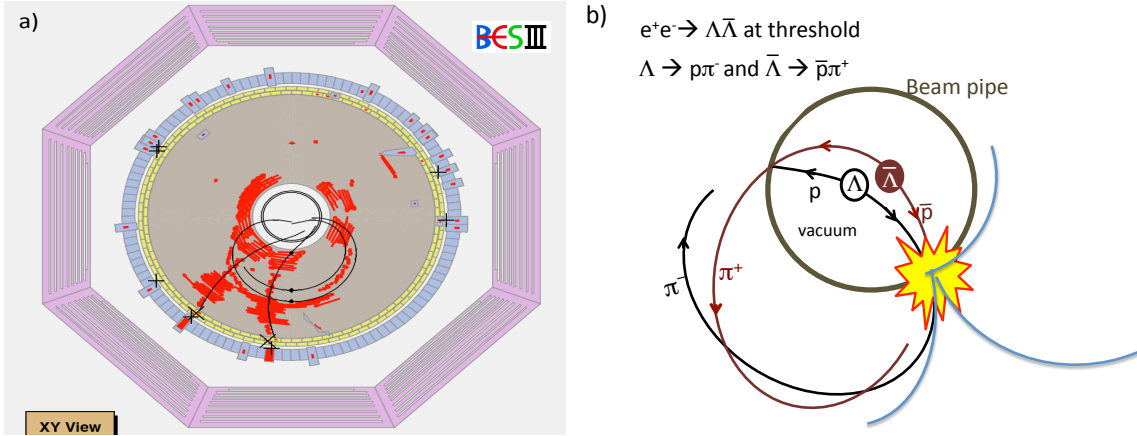 a)
BESIII
XY View
b)
e⁺e⁻→ ΛΛ̅ at threshold
Λ → pπ⁻ and Λ̅ → p̅π⁺
Beam pipe
Λ̅
Λ
p
p̅
vacuum
π⁺
π⁻